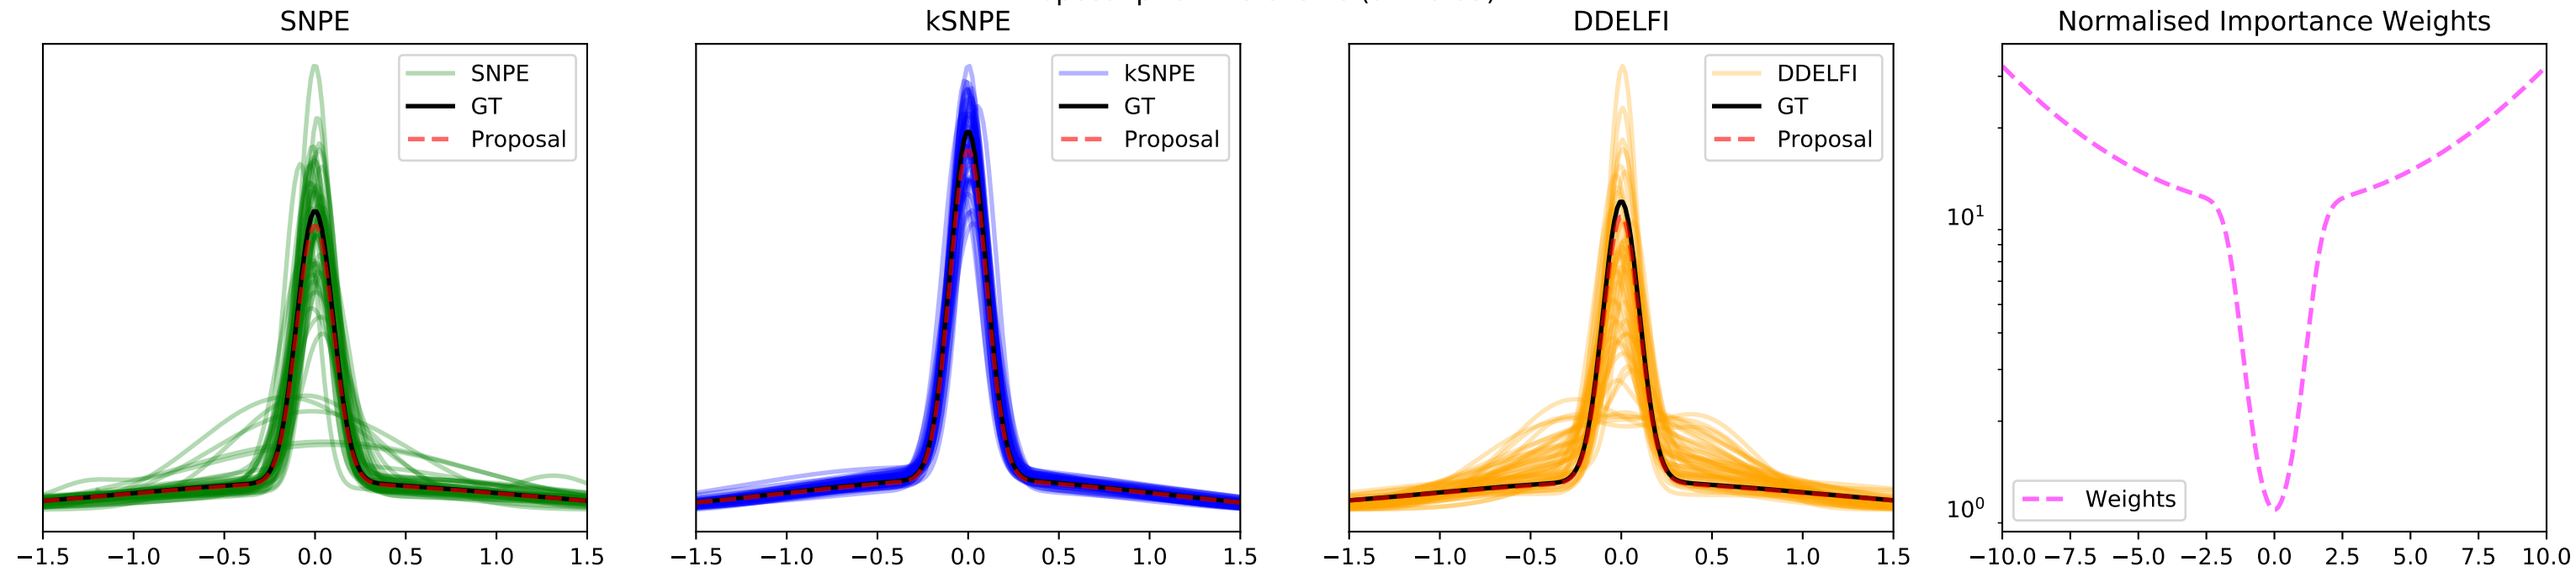 SNPE
SNPE
GT
Proposal
−1.5 −1.0 −0.5 0.0 0.5 1.0 1.5
kSNPE
kSNPE
GT
Proposal
−1.5 −1.0 −0.5 0.0 0.5 1.0 1.5
DDELFI
DDELFI
GT
Proposal
−1.5 −1.0 −0.5 0.0 0.5 1.0 1.5
Normalised Importance Weights
10¹
10⁰
Weights
−10.0 −7.5 −5.0 −2.5 0.0 2.5 5.0 7.5 10.0